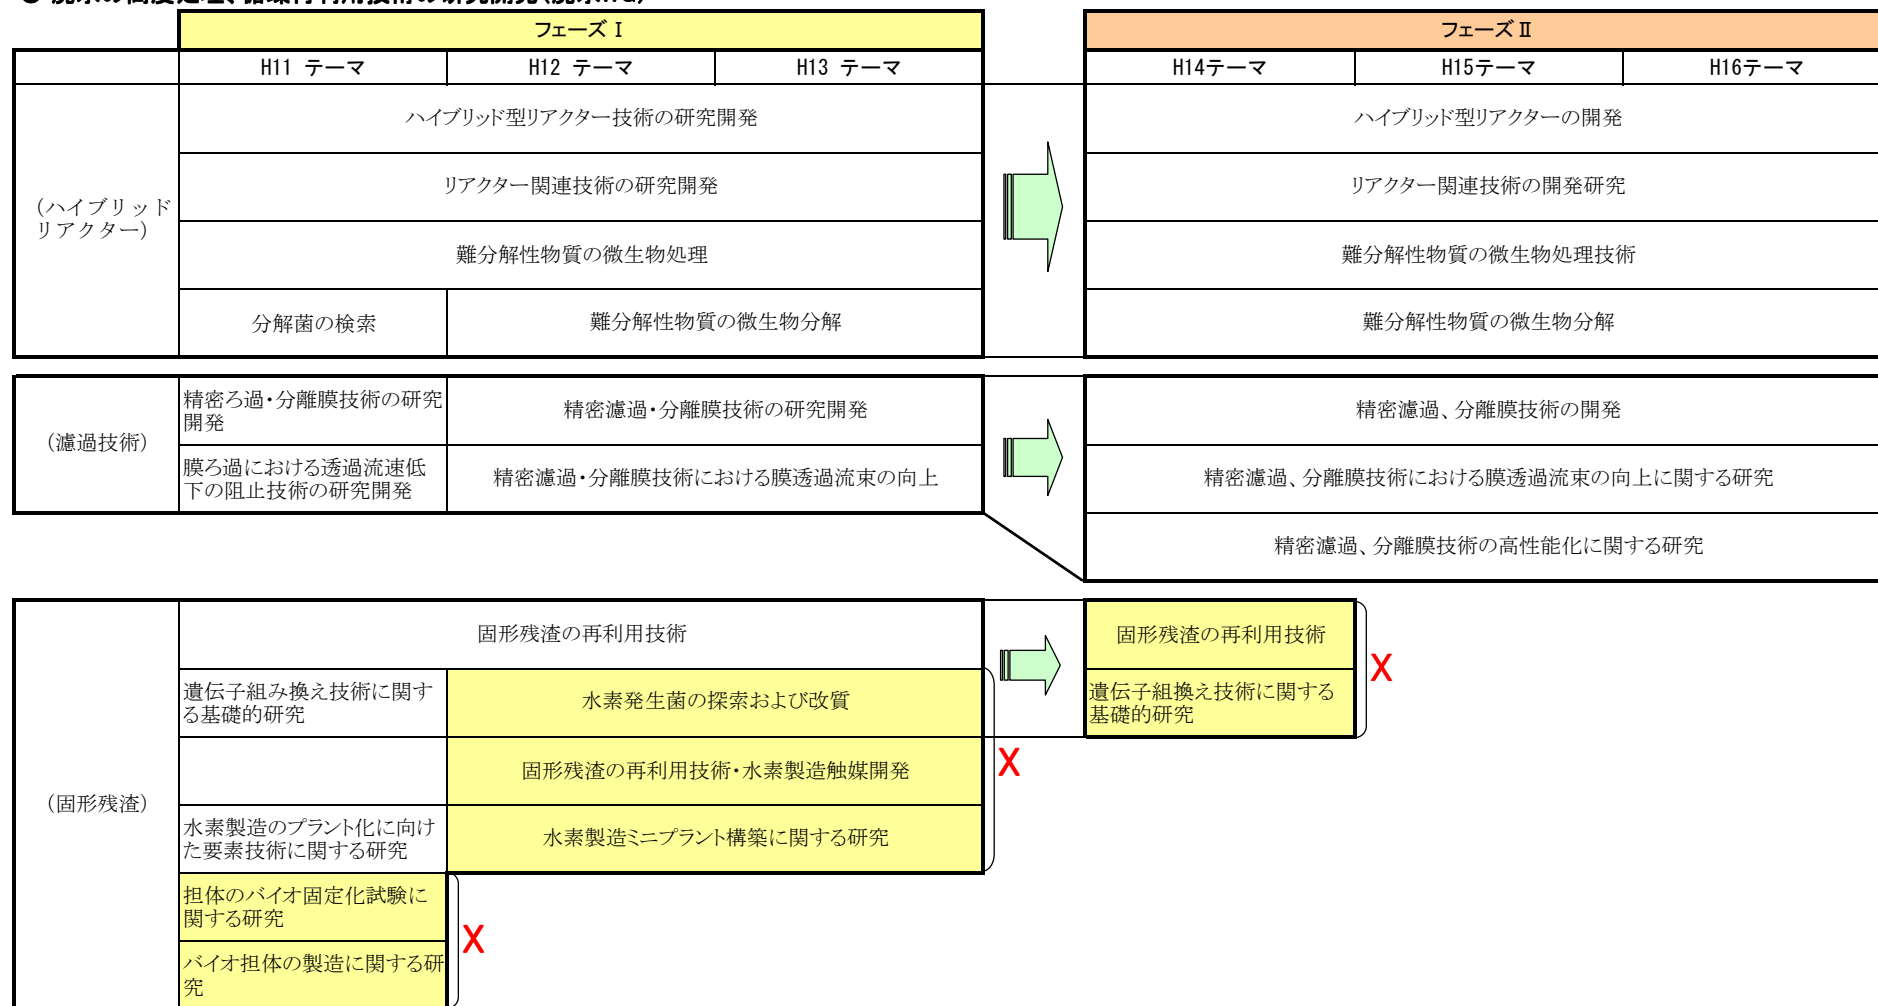 フェーズⅠ
フェーズⅡ
H11 テーマ
H12 テーマ
H13 テーマ
H14テーマ
H15テーマ
H16テーマ
（ハイブリッド
リアクター）
ハイブリッド型リアクター技術の研究開発
ハイブリッド型リアクターの開発
リアクター関連技術の研究開発
リアクター関連技術の開発研究
難分解性物質の微生物処理
難分解性物質の微生物処理技術
分解菌の検索
難分解性物質の微生物分解
難分解性物質の微生物分解
（濾過技術）
精密ろ過・分離膜技術の研究
開発
精密濾過・分離膜技術の研究開発
精密濾過、分離膜技術の開発
膜ろ過における透過流速低
下の阻止技術の研究開発
精密濾過・分離膜技術における膜透過流束の向上
精密濾過、分離膜技術における膜透過流束の向上に関する研究
精密濾過、分離膜技術の高性能化に関する研究
（固形残渣）
固形残渣の再利用技術
固形残渣の再利用技術
遺伝子組み換え技術に関す
る基礎的研究
水素発生菌の探索および改質
遺伝子組換え技術に関する
基礎的研究
X
固形残渣の再利用技術・水素製造触媒開発
X
水素製造のプラント化に向け
た要素技術に関する研究
水素製造ミニプラント構築に関する研究
担体のバイオ固定化試験に
関する研究
X
バイオ担体の製造に関する研
究